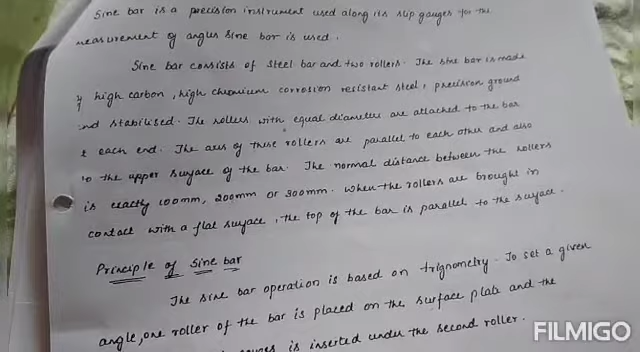 Sine bar is a precision instrument used along its slip gauges for the
measurement of angles sine bar is used.
Sine bar consists of steel bar and two rollers. The sine bar is made
of high carbon, high chromium corrosion resistant steel, precision ground
and stabilised. The rollers with equal diameter are attached to the bar
at each end. The axes of these rollers are parallel to each other and also
to the upper surface of the bar. The normal distance between the rollers
is exactly 100mm, 200mm or 300mm. When the rollers are brought in
contact with a flat surface, the top of the bar is parallel to the surface.
Principle of Sine bar
The sine bar operation is based on trignometry. To set a given
angle, one roller of the bar is placed on the surface plate and the
is inserted under the second roller.
FILMIGO